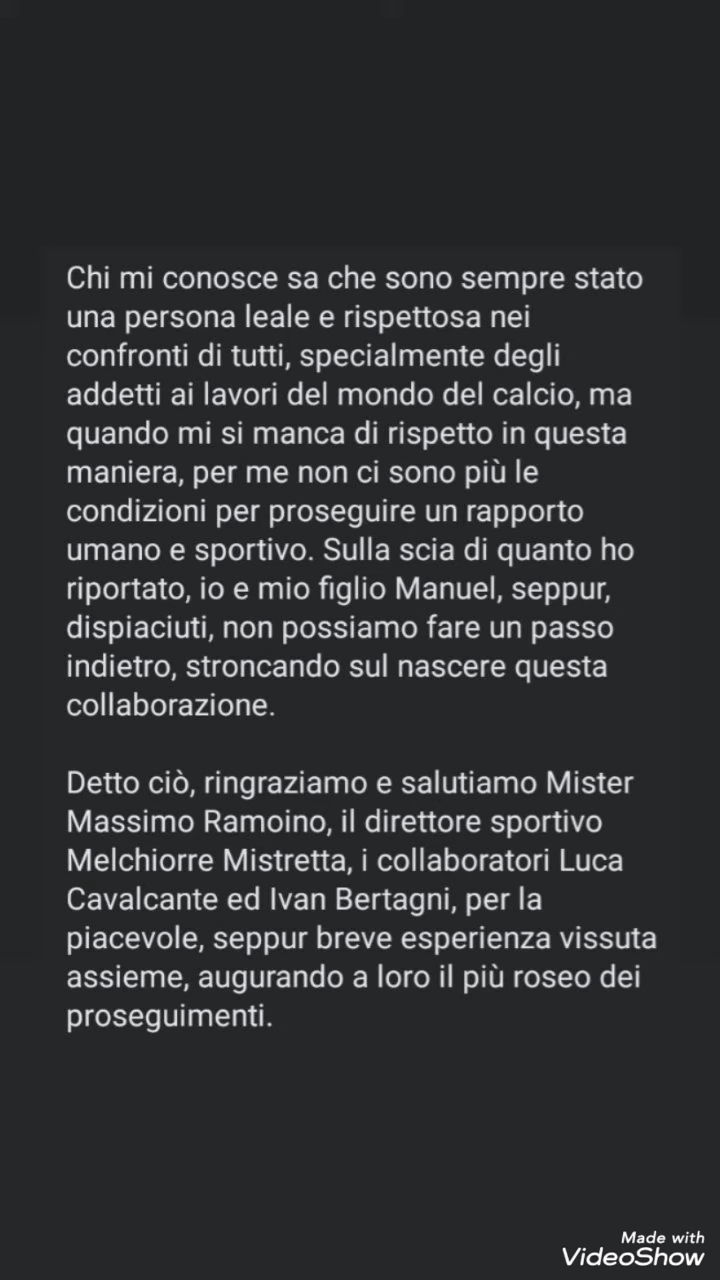 Chi mi conosce sa che sono sempre stato
una persona leale e rispettosa nei
confronti di tutti, specialmente degli
addetti ai lavori del mondo del calcio, ma
quando mi si manca di rispetto in questa
maniera, per me non ci sono più le
condizioni per proseguire un rapporto
umano e sportivo. Sulla scia di quanto ho
riportato, io e mio figlio Manuel, seppur,
dispiaciuti, non possiamo fare un passo
indietro, stroncando sul nascere questa
collaborazione.
Detto ciò, ringraziamo e salutiamo Mister
Massimo Ramoino, il direttore sportivo
Melchiorre Mistretta, i collaboratori Luca
Cavalcante ed Ivan Bertagni, per la
piacevole, seppur breve esperienza vissuta
assieme, augurando a loro il più roseo dei
proseguimenti.
Made with
VideoShow